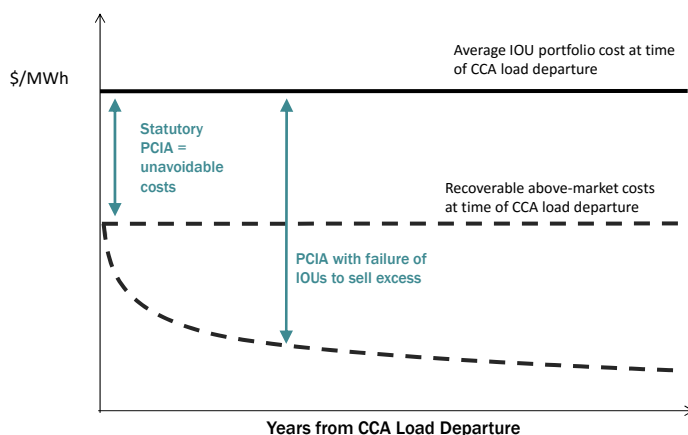 Average IOU portfolio cost at time
of CCA load departure
$/MWh
Statutory
PCIA =
unavoidable
costs
Recoverable above-market costs
at time of CCA load departure
PCIA with failure of
IOUs to sell excess
Years from CCA Load Departure